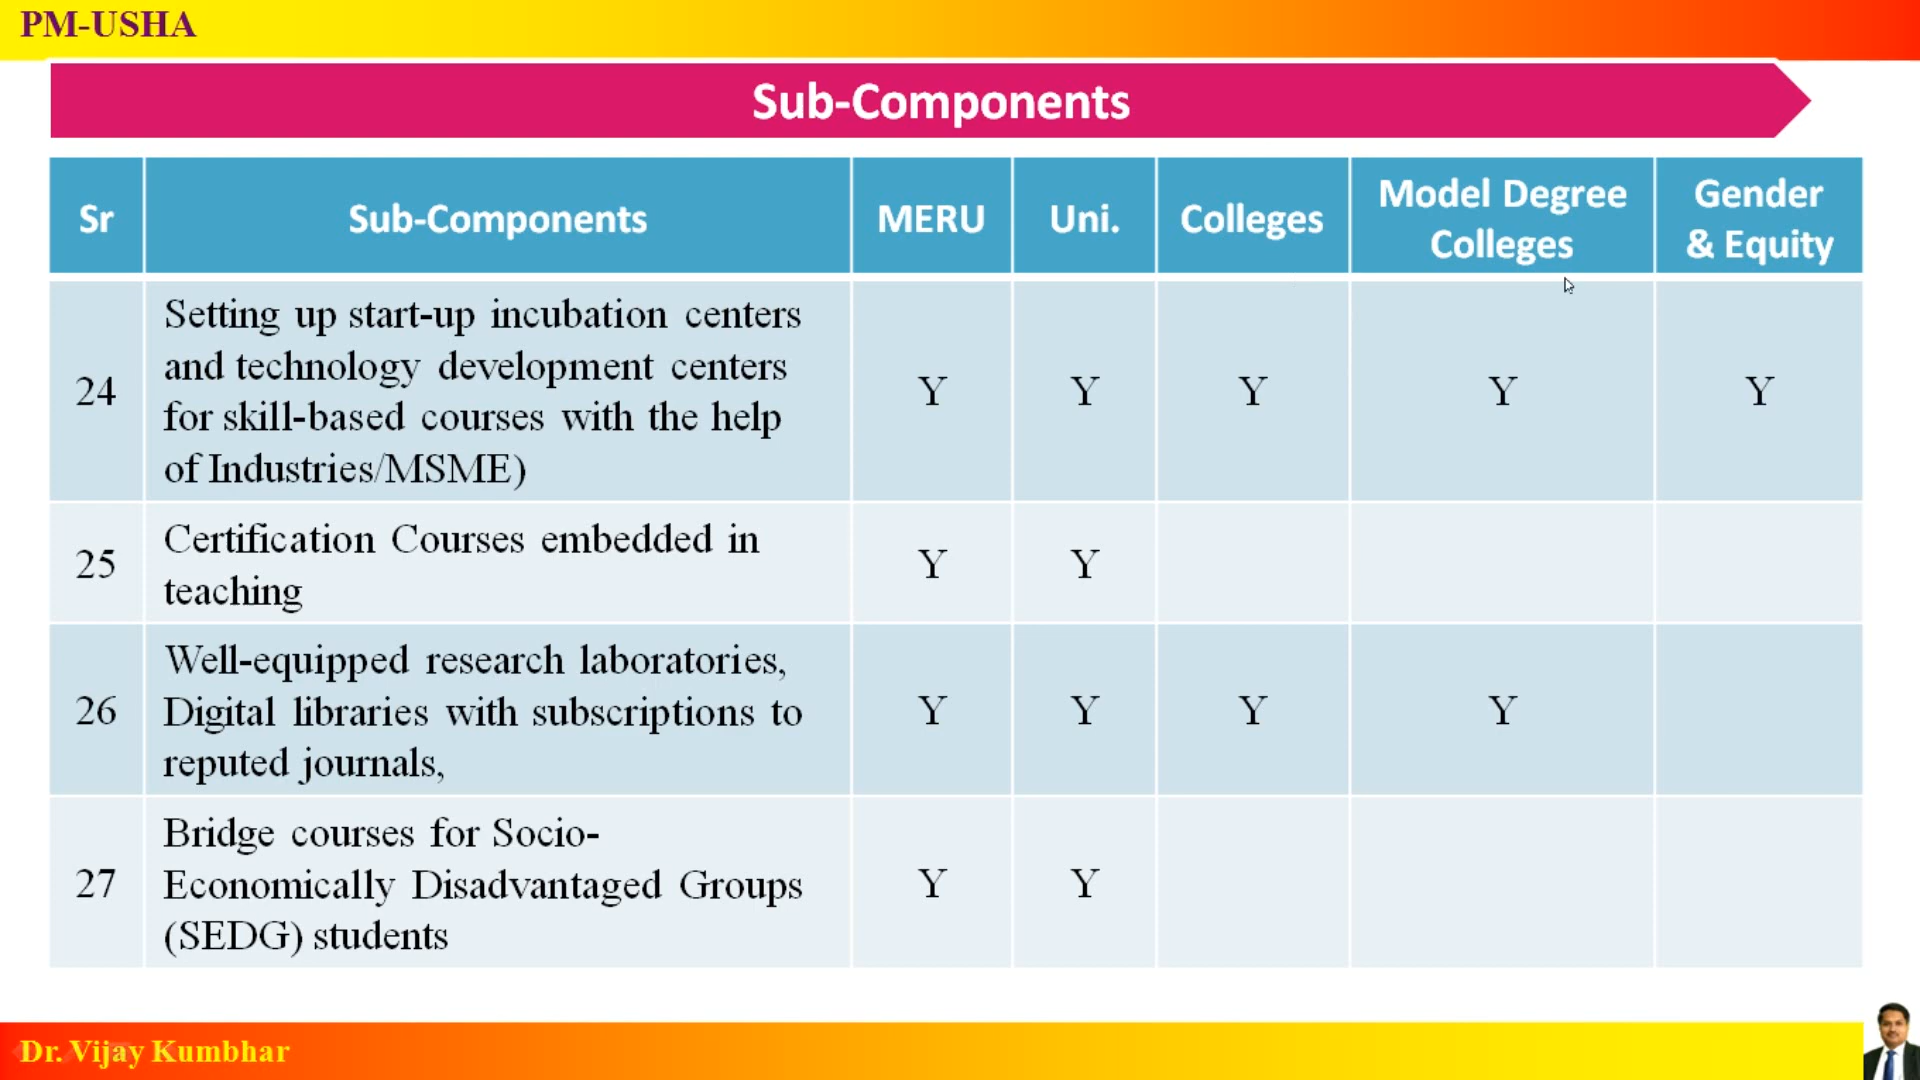 PM-USHA
Sub-Components
Sr
Sub-Components
MERU
Uni.
Colleges
Model Degree
Colleges
Gender
& Equity
24
Setting up start-up incubation centers
and technology development centers
for skill-based courses with the help
of Industries/MSME)
Y
Y
Y
Y
Y
25
Certification Courses embedded in
teaching
Y
Y
26
Well-equipped research laboratories,
Digital libraries with subscriptions to
reputed journals,
Y
Y
Y
Y
27
Bridge courses for Socio-
Economically Disadvantaged Groups
(SEDG) students
Y
Y
Dr. Vijay Kumbhar